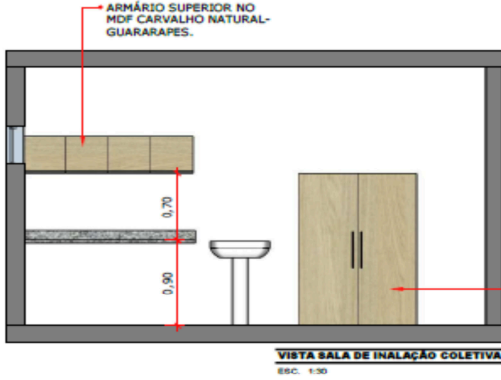 ARMÁRIO SUPERIOR NO
MDF CARVALHO NATURAL-
GUARARAPES.
0,70
0,90
VISTA SALA DE INALAÇÃO COLETIVA
ESC. 1:30